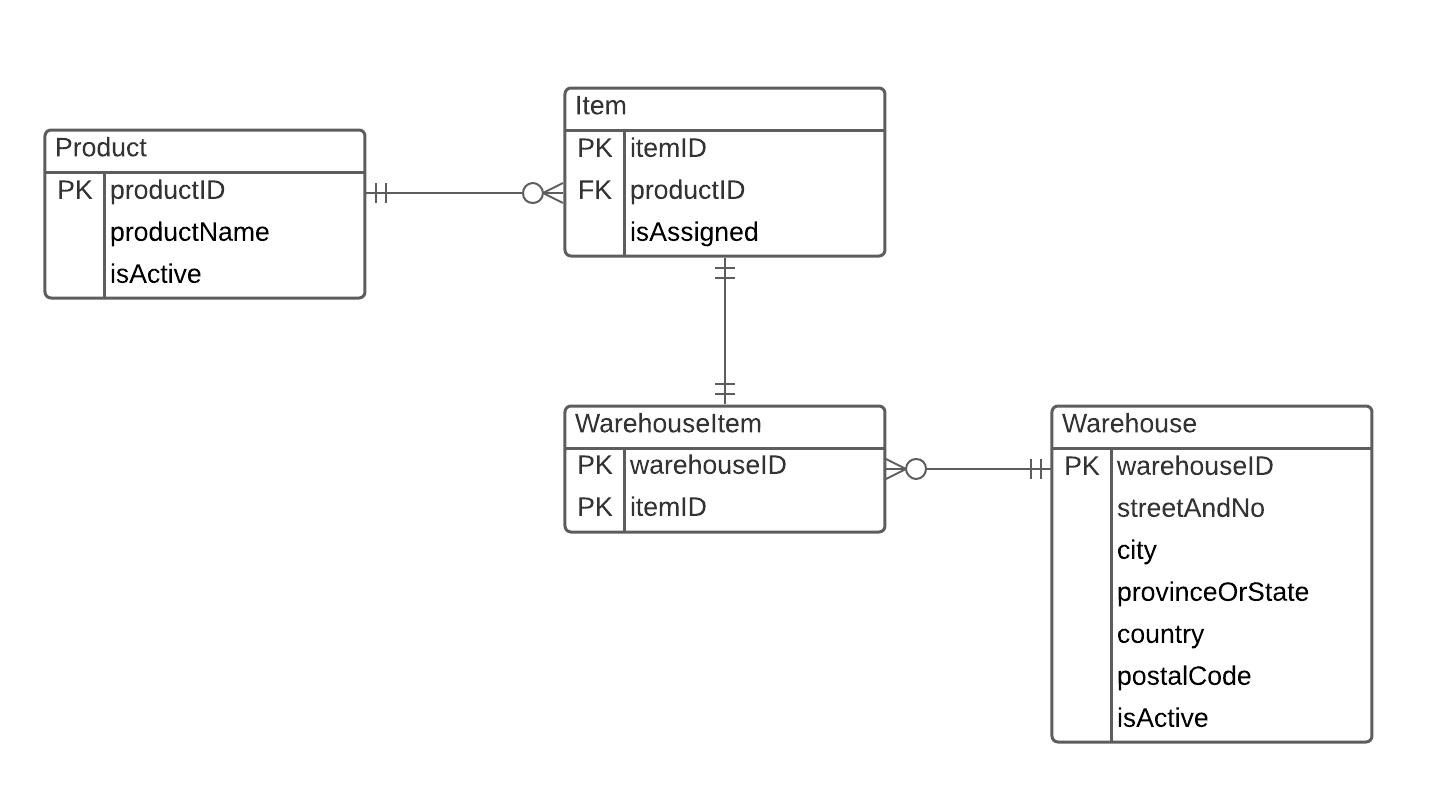 Product
PK productID
productName
isActive
Item
PK itemID
FK productID
isAssigned
WarehouseItem
PK warehouseID
PK itemID
Warehouse
PK warehouseID
streetAndNo
city
provinceOrState
country
postalCode
isActive